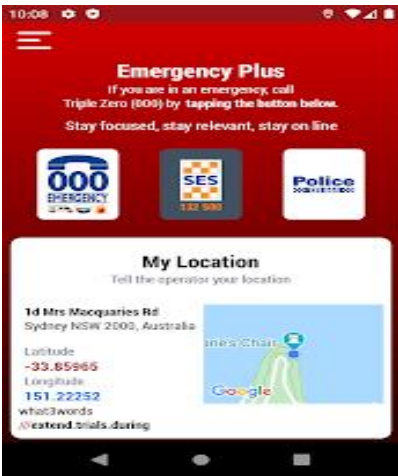 10:08
Emergency Plus
If you are in an emergency, call
Triple Zero (000) by tapping the button below.
Stay focused, stay relevant, stay on line
000
EMERGENCY
SES
132 500
Police
My Location
Tell the operator your location
1d Mrs Macquaries Rd
Sydney NSW 2000, Australia
Latitude
-33.85965
Longitude
151.22252
what3words
///extend.trials.during
Chair
Google